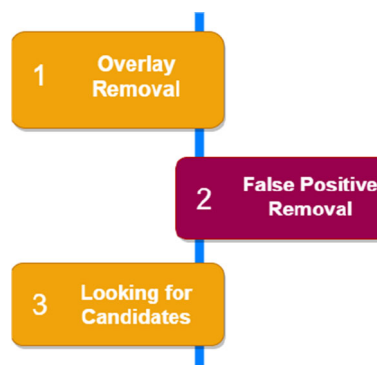 1
Overlay
Removal
2
False Positive
Removal
3
Looking for
Candidates